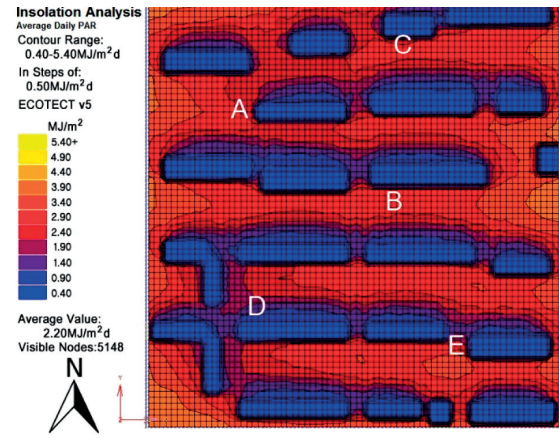 Insolation Analysis
Average Daily PAR
Contour Range:
0.40-5.40MJ/m²d
In Steps of:
0.50MJ/m²d
ECOTECT v5
MJ/m²
5.40+
4.90
4.40
3.90
3.40
2.90
2.40
1.90
1.40
0.90
0.40
Average Value:
2.20MJ/m²d
Visible Nodes:5148
N
C
A
B
D
E